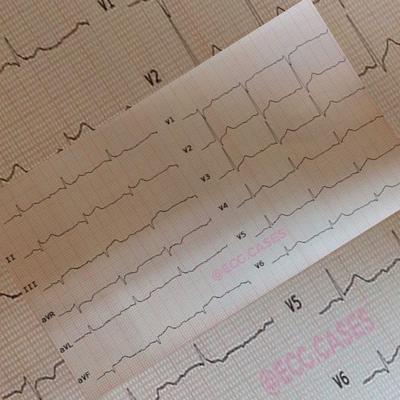 V1
V2
V1
V2
II
V3
III
V4
aVR
V5
@ECG.CASES
aVL
V6
aVF
V5
@ECG.CASES
V6